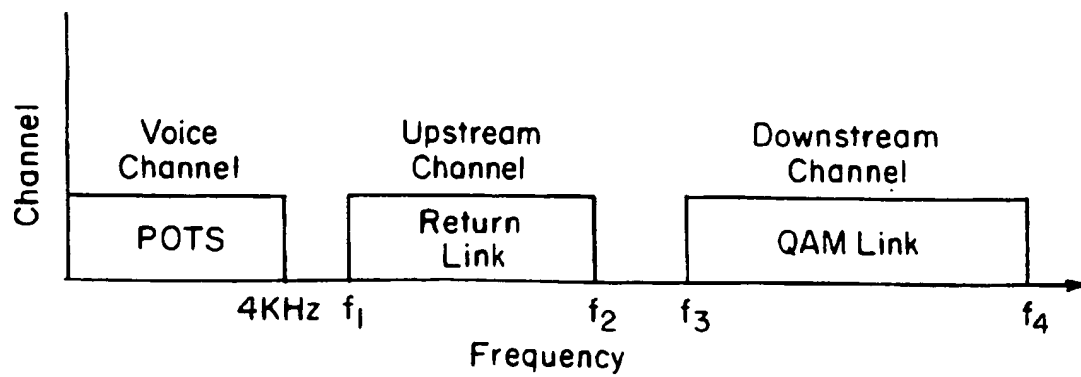 Channel
Voice
Channel
Upstream
Channel
Downstream
Channel
POTS
Return
Link
QAM Link
4KHz
f1
f2
f3
f4
Frequency